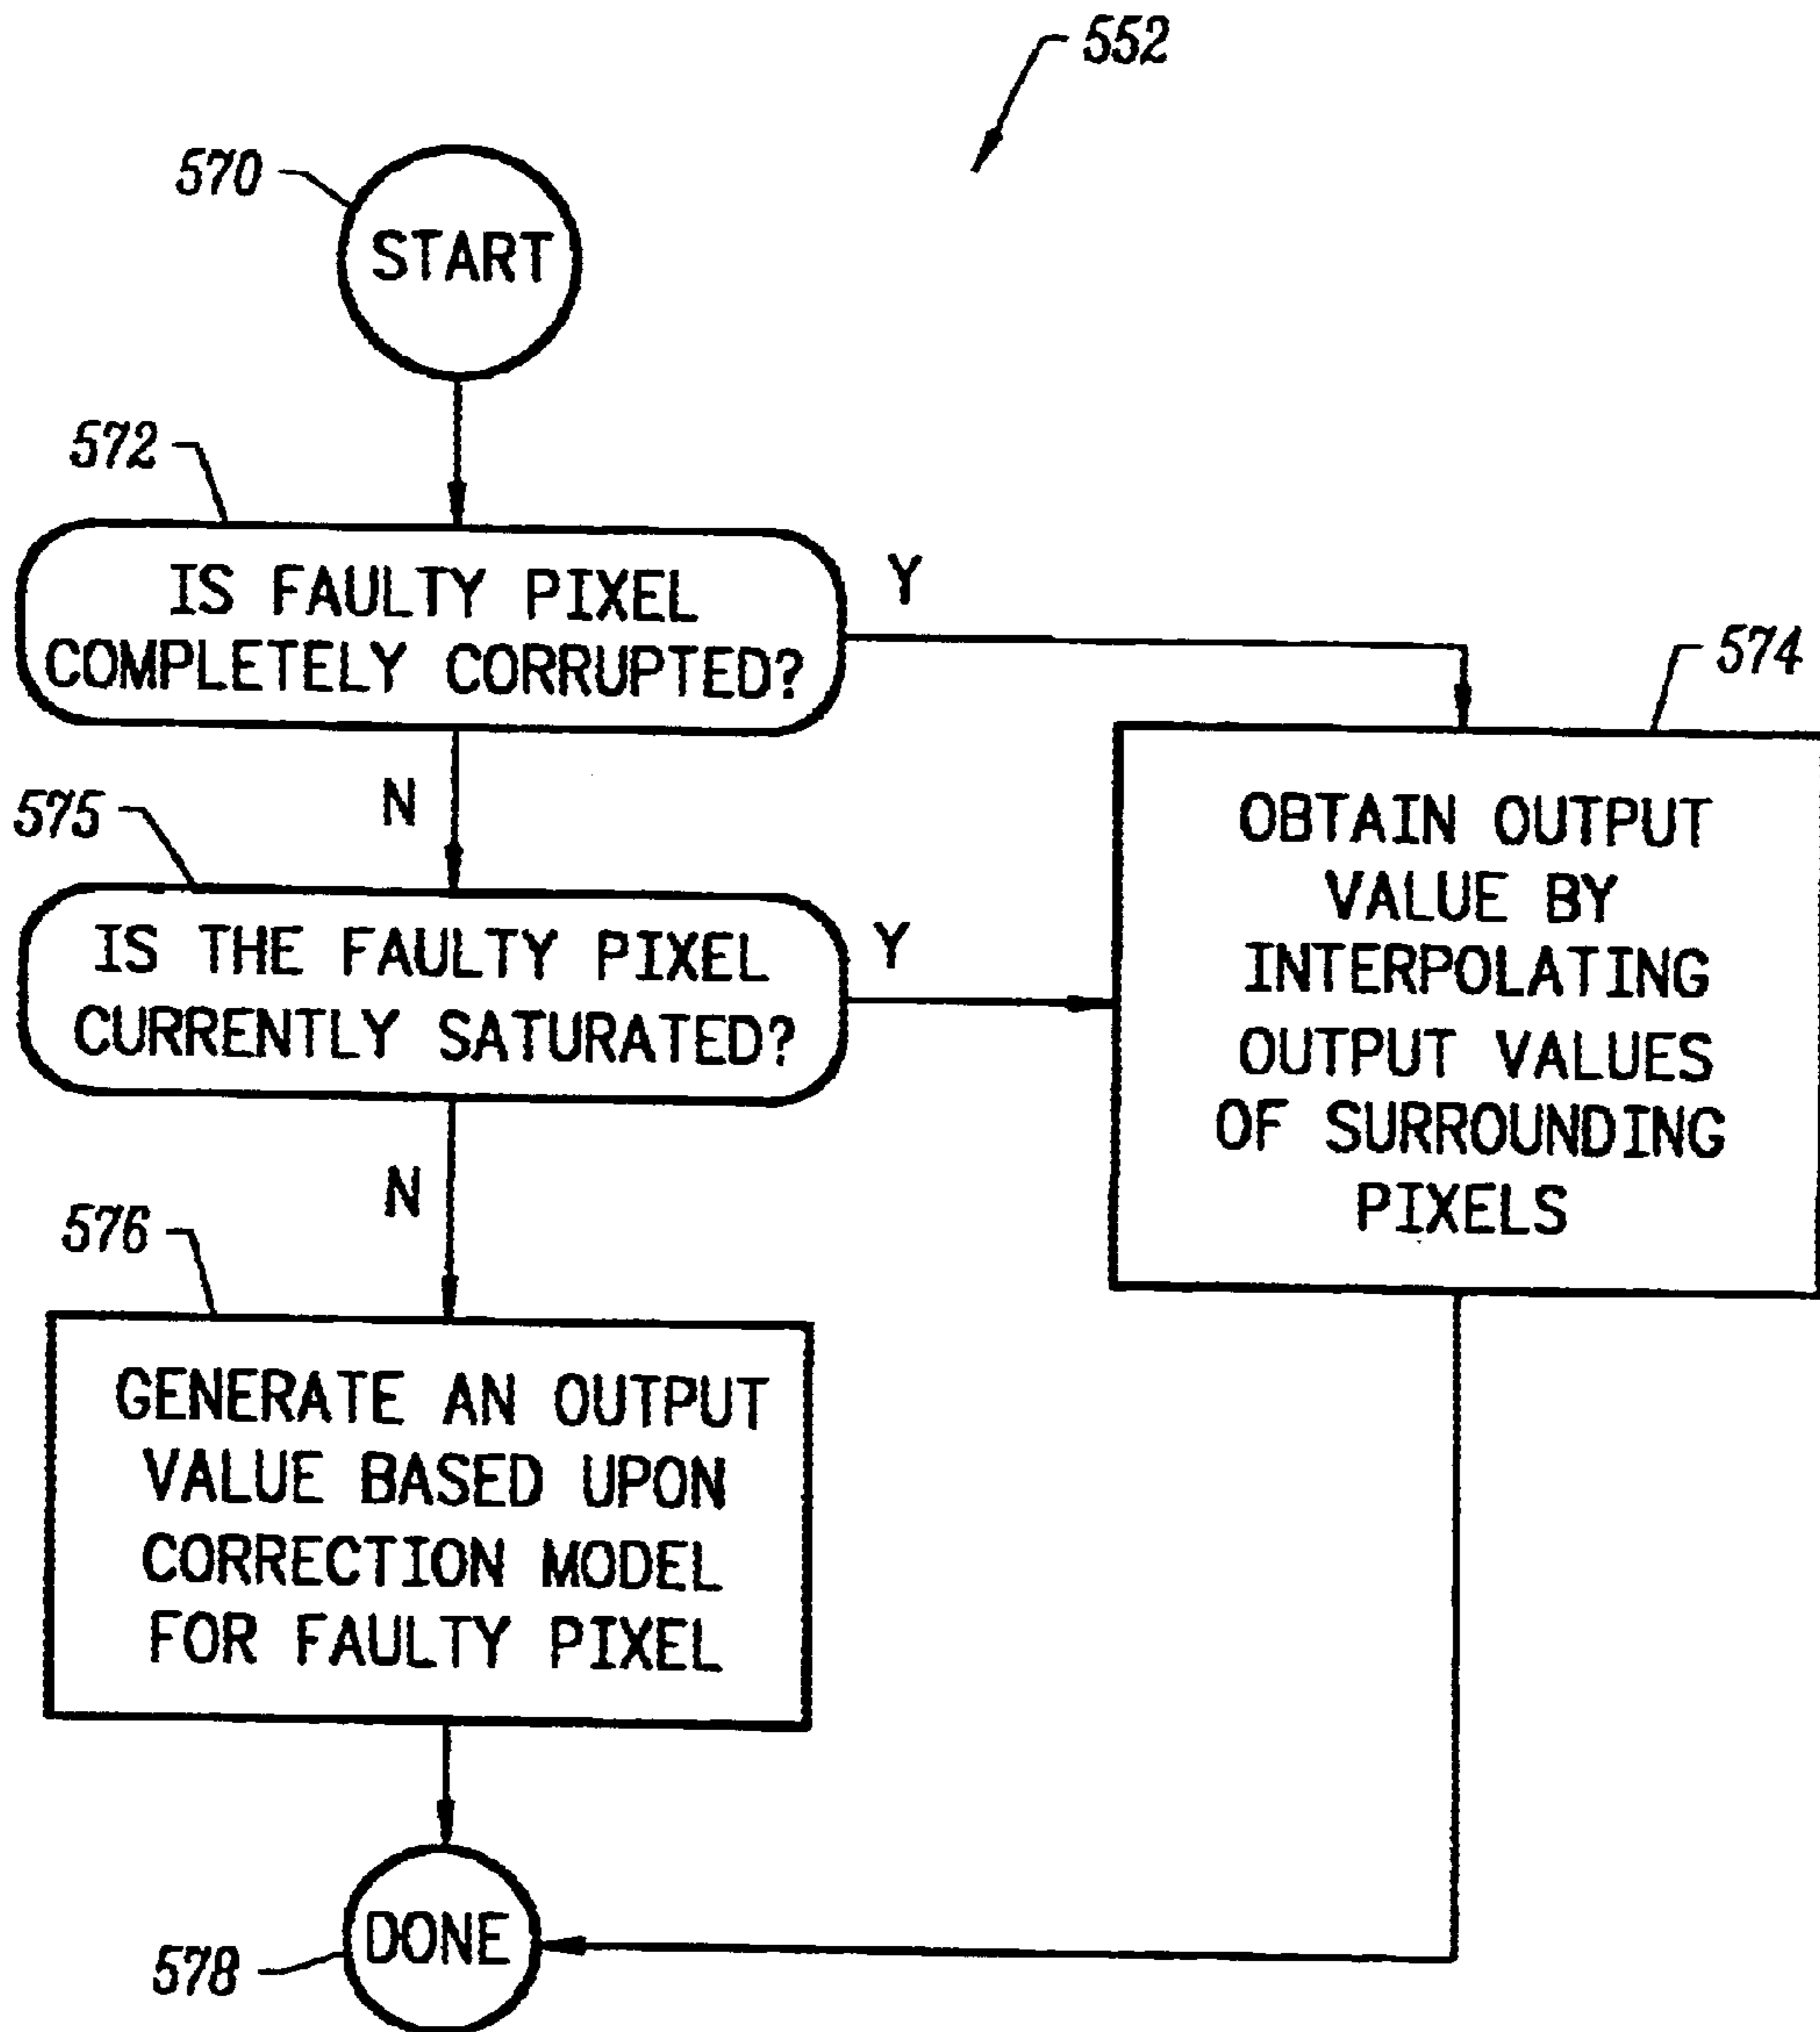 552
570
START
572
IS FAULTY PIXEL
COMPLETELY CORRUPTED?
Y
574
N
575
OBTAIN OUTPUT
VALUE BY
INTERPOLATING
OUTPUT VALUES
OF SURROUNDING
PIXELS
IS THE FAULTY PIXEL
CURRENTLY SATURATED?
Y
N
576
GENERATE AN OUTPUT
VALUE BASED UPON
CORRECTION MODEL
FOR FAULTY PIXEL
DONE
578